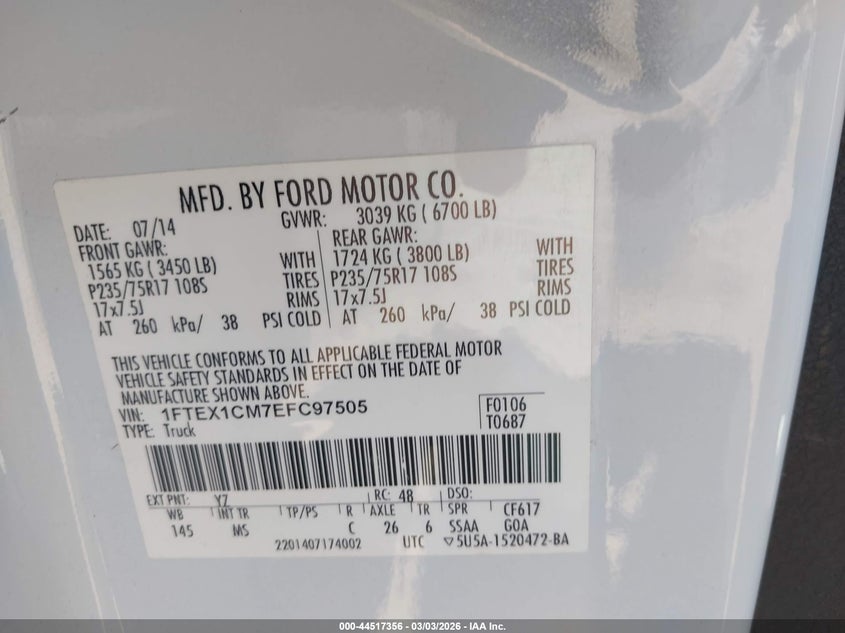 MFD. BY FORD MOTOR CO.
DATE: 07/14 GVWR: 3039 KG ( 6700 LB)
FRONT GAWR: REAR GAWR:
1565 KG ( 3450 LB) WITH 1724 KG ( 3800 LB) WITH
P235/75R17 108S TIRES P235/75R17 108S TIRES
17x7.5J RIMS 17x7.5J RIMS
AT 260 kPa/ 38 PSI COLD AT 260 kPa/ 38 PSI COLD
THIS VEHICLE CONFORMS TO ALL APPLICABLE FEDERAL MOTOR
VEHICLE SAFETY STANDARDS IN EFFECT ON THE DATE OF
MANUFACTURE SHOWN ABOVE.
VIN: 1FTEX1CM7EFC97505 F0106
TYPE: Truck T0687
EXT PNT: YZ RC: 48 DSO:
WB INT TR TP/PS R AXLE TR SPR CF617
145 MS C 26 6 SSAA GOA
2201407174002 UTC ▽5U5A-1520472-BA
000-44517356 - 03/03/2026 - IAA Inc.